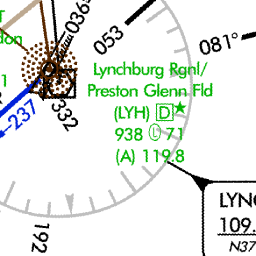 036
053
081°
Lynchburg Rgnl/
Preston Glenn Fld
(LYH) D
938 L 71
(A) 119.8
237
332
192
LYNC
109.
N37